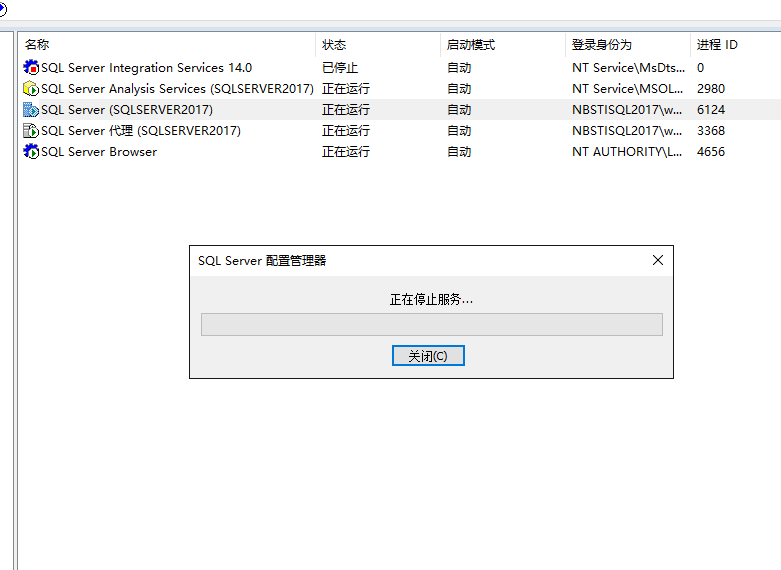 名称 状态 启动模式 登录身份为 进程 ID
SQL Server Integration Services 14.0 已停止 自动 NT Service\MsDts... 0
SQL Server Analysis Services (SQLSERVER2017) 正在运行 自动 NT Service\MSOL... 2980
SQL Server (SQLSERVER2017) 正在运行 自动 NBSTISQL2017\w... 6124
SQL Server 代理 (SQLSERVER2017) 正在运行 自动 NBSTISQL2017\w... 3368
SQL Server Browser 正在运行 自动 NT AUTHORITY\L... 4656
SQL Server 配置管理器
正在停止服务...
关闭(C)